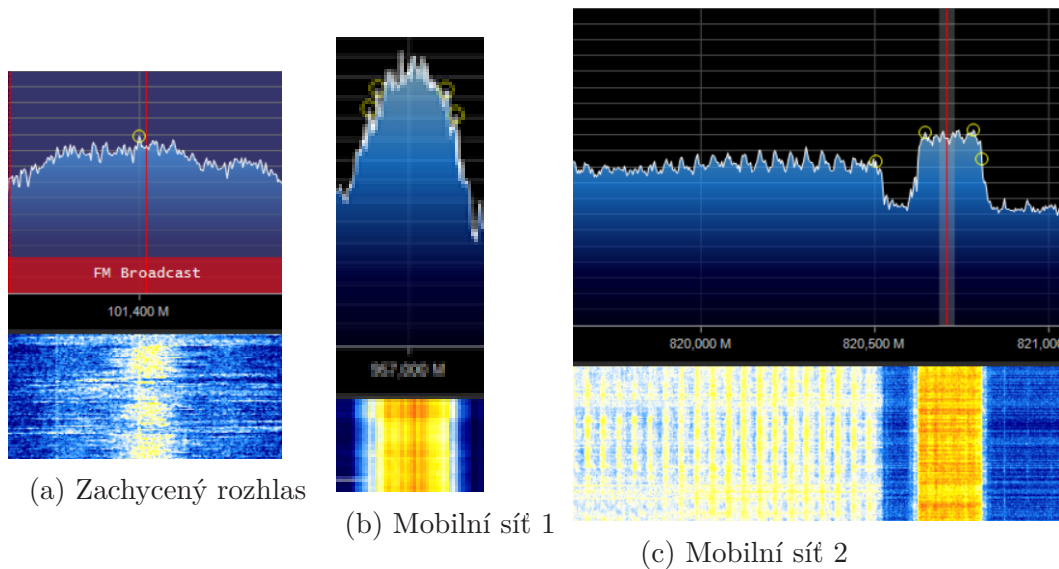 FM Broadcast
101,400 M
(a) Zachycený rozhlas
957,000 M
(b) Mobilní síť 1
820,000 M
820,500 M
821,0
(c) Mobilní síť 2